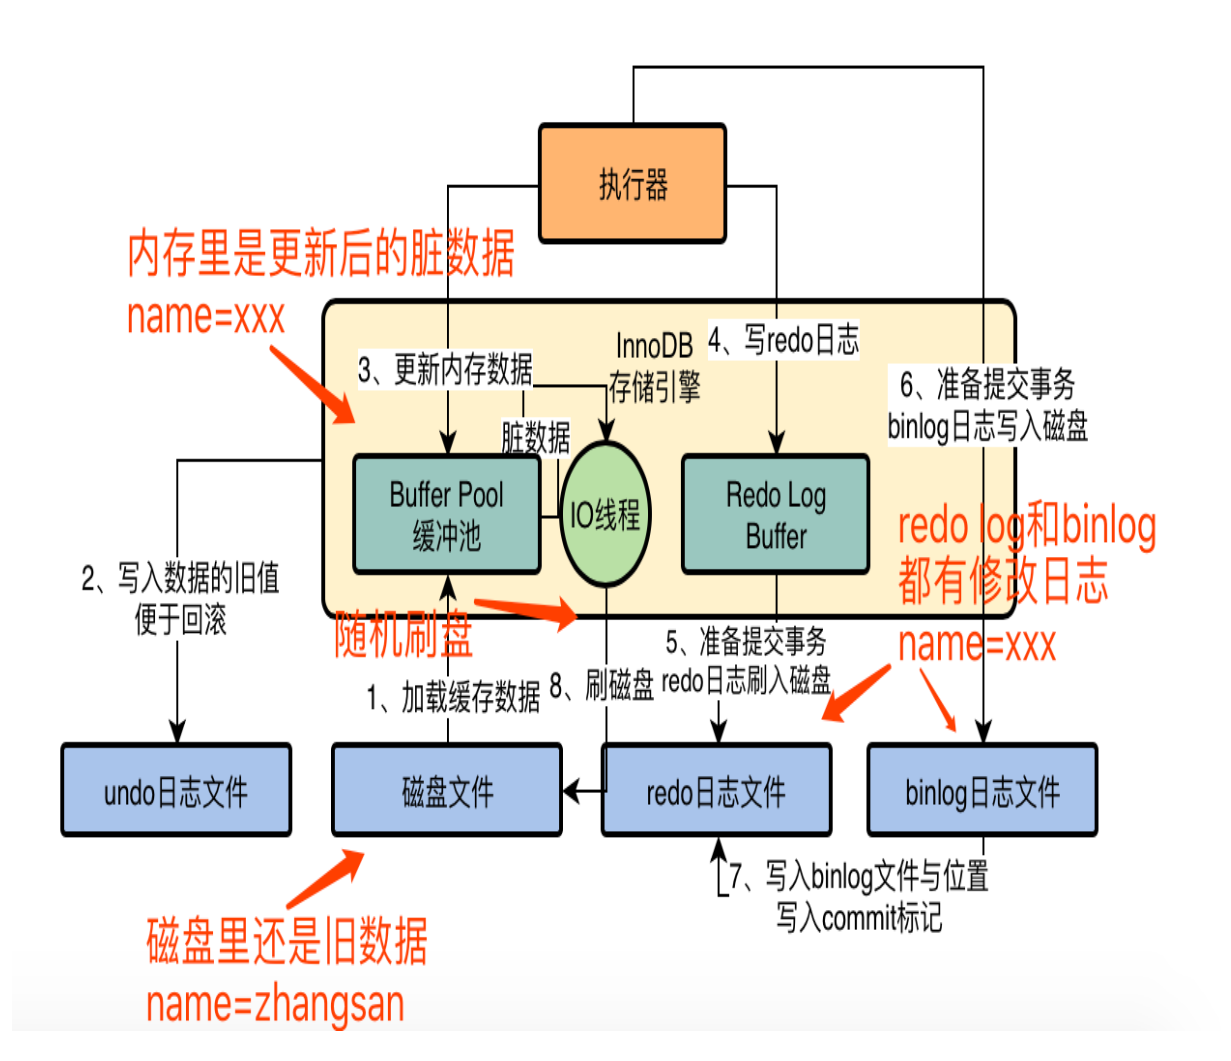 执行器
内存里是更新后的脏数据
name=xxx
InnoDB
存储引擎
4、写redo日志
3、更新内存数据
6、准备提交事务
binlog日志写入磁盘
脏数据
Buffer Pool
缓冲池
IO线程
Redo Log
Buffer
redo log和binlog
都有修改日志
name=xxx
2、写入数据的旧值
便于回滚
随机刷盘
5、准备提交事务
redo日志刷入磁盘
1、加载缓存数据
8、刷磁盘
undo日志文件
磁盘文件
redo日志文件
binlog日志文件
7、写入binlog文件与位置
写入commit标记
磁盘里还是旧数据
name=zhangsan